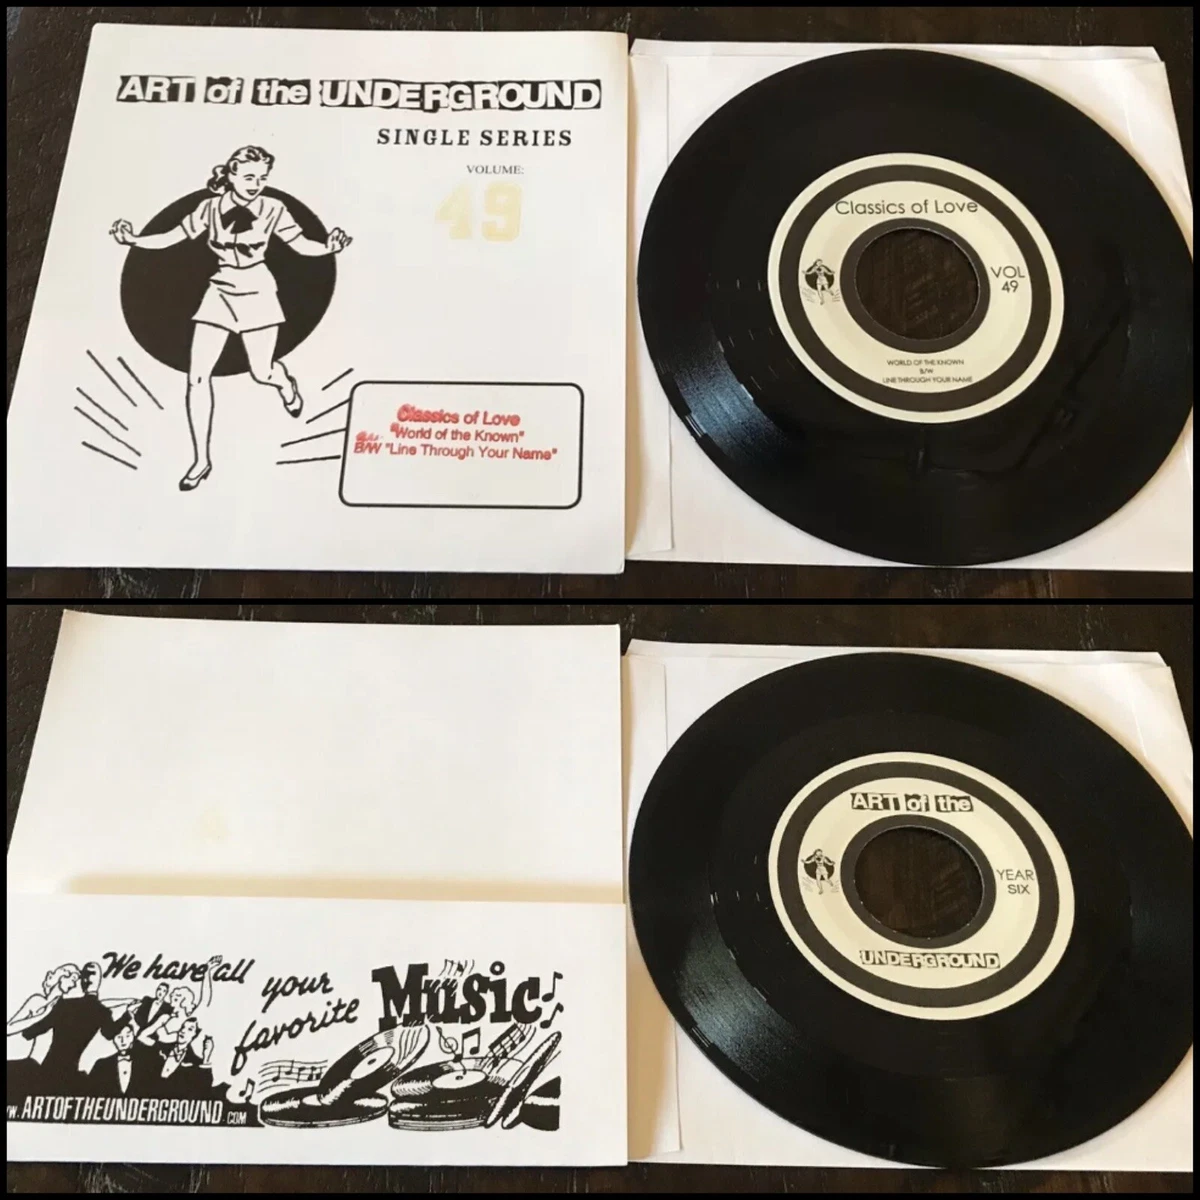 ART of the UNDERGROUND
SINGLE SERIES
VOLUME:
49
Classics of Love
"World of the Known"
B/W "Line Through Your Name"
Classics of Love
VOL
49
WORLD OF THE KNOWN
B/W
LINE THROUGH YOUR NAME
We have all
your
favorite
Music
W.ARTOFTHEUNDERGROUND.COM
ART of the
YEAR
SIX
UNDERGROUND